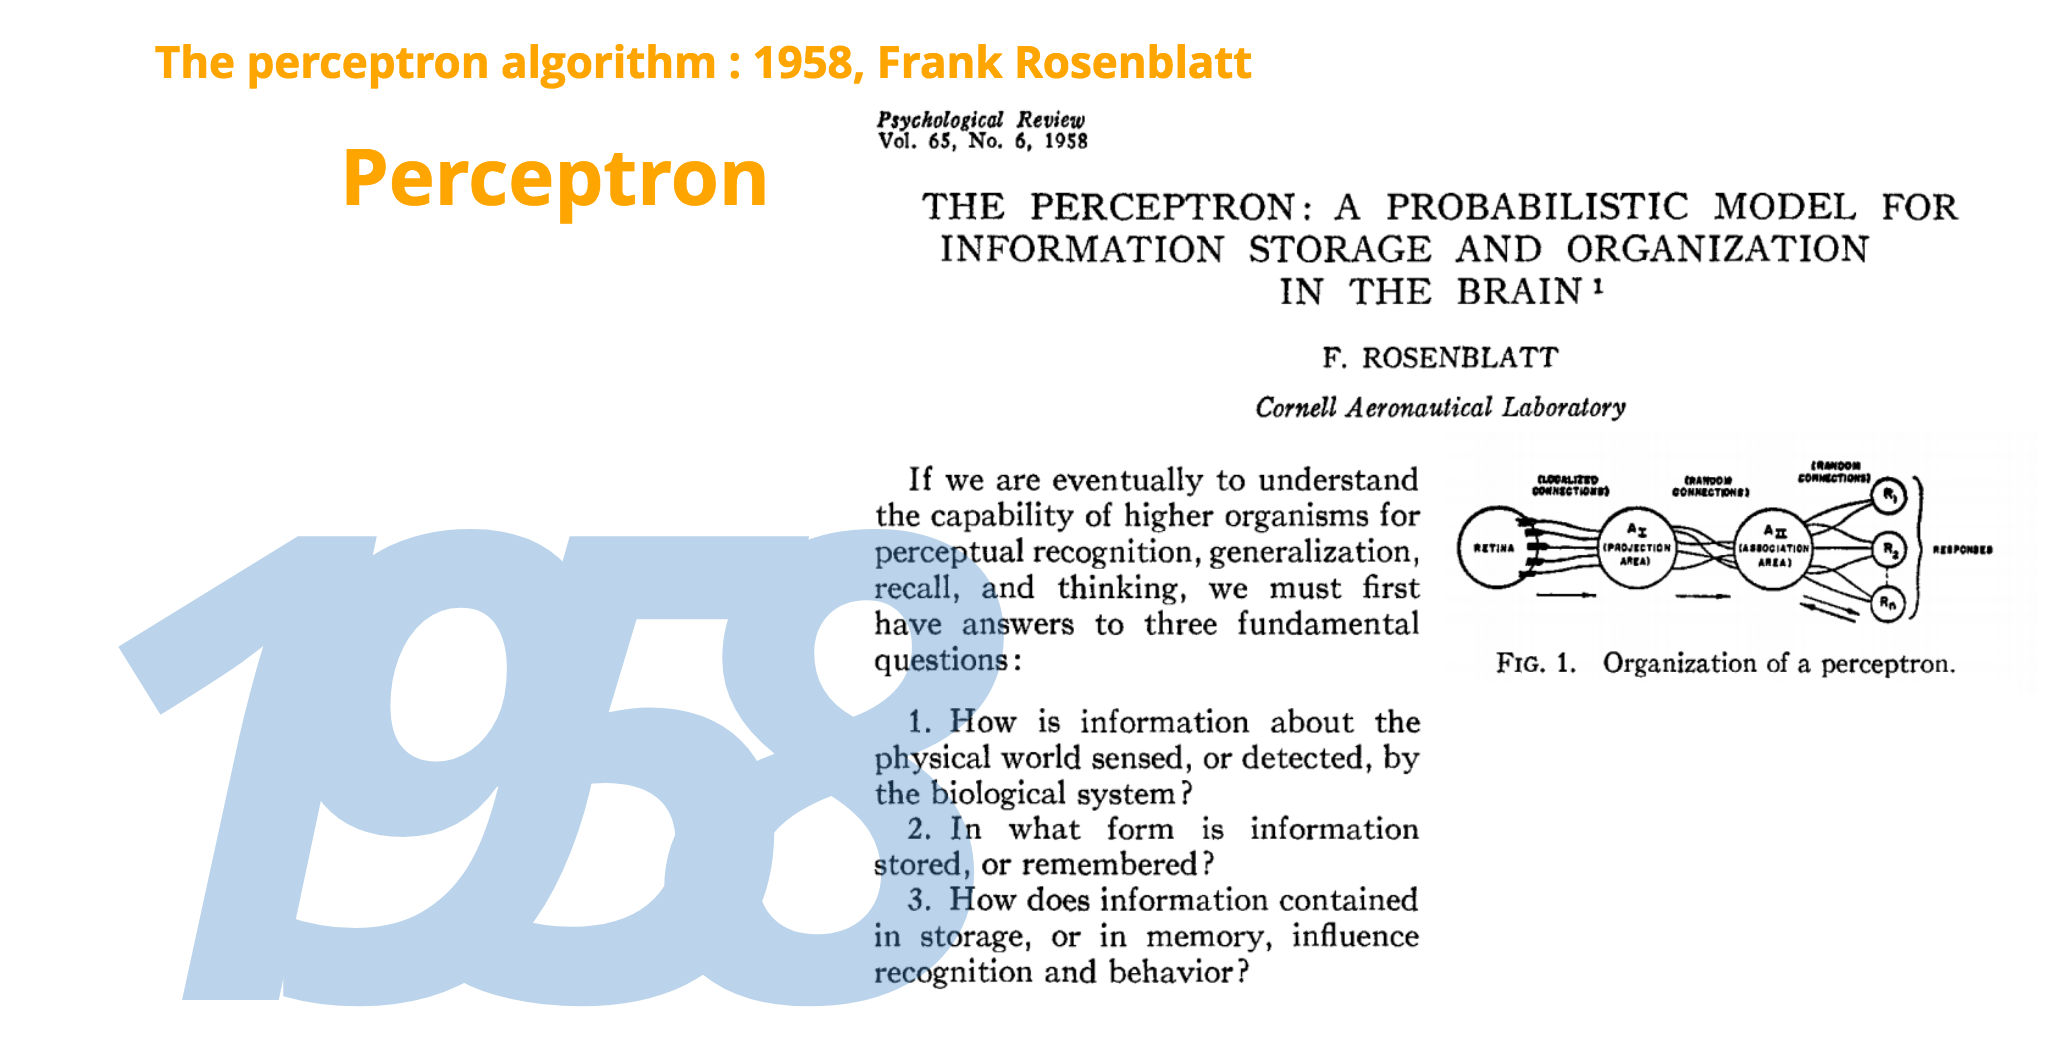 The perceptron algorithm : 1958, Frank Rosenblatt
Perceptron
1958
Psychological Review
Vol. 65, No. 6, 1958
THE PERCEPTRON: A PROBABILISTIC MODEL FOR
INFORMATION STORAGE AND ORGANIZATION
IN THE BRAIN ¹
F. ROSENBLATT
Cornell Aeronautical Laboratory
If we are eventually to understand
the capability of higher organisms for
perceptual recognition, generalization,
recall, and thinking, we must first
have answers to three fundamental
questions:
1. How is information about the
physical world sensed, or detected, by
the biological system?
2. In what form is information
stored, or remembered?
3. How does information contained
in storage, or in memory, influence
recognition and behavior?
(LOCALIZED
CONNECTIONS)
(RANDOM
CONNECTIONS)
(RANDOM
CONNECTIONS)
RETINA
A I
(PROJECTION
AREA)
A II
(ASSOCIATION
AREA)
R₁
R₂
Rₙ
RESPONSES
FIG. 1. Organization of a perceptron.